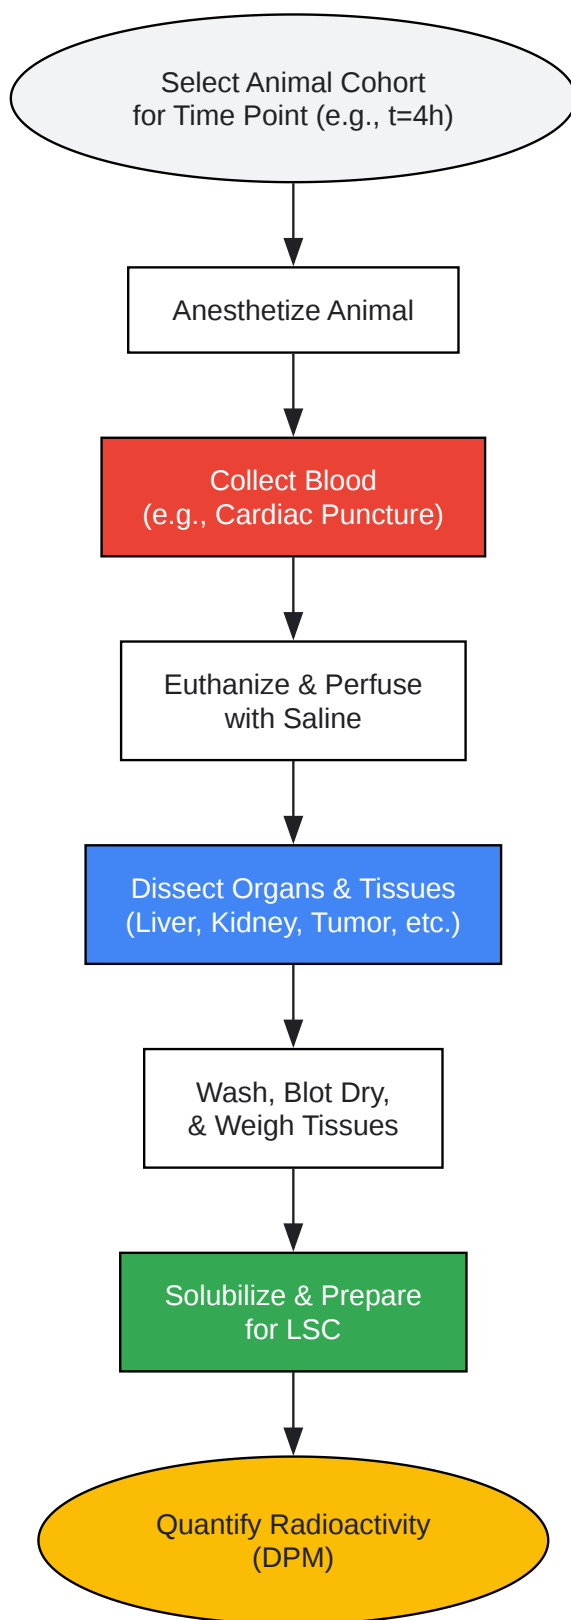 Select Animal Cohort
for Time Point (e.g., t=4h)
Anesthetize Animal
Collect Blood
(e.g., Cardiac Puncture)
Euthanize & Perfuse
with Saline
Dissect Organs & Tissues
(Liver, Kidney, Tumor, etc.)
Wash, Blot Dry,
& Weigh Tissues
Solubilize & Prepare
for LSC
Quantify Radioactivity
(DPM)